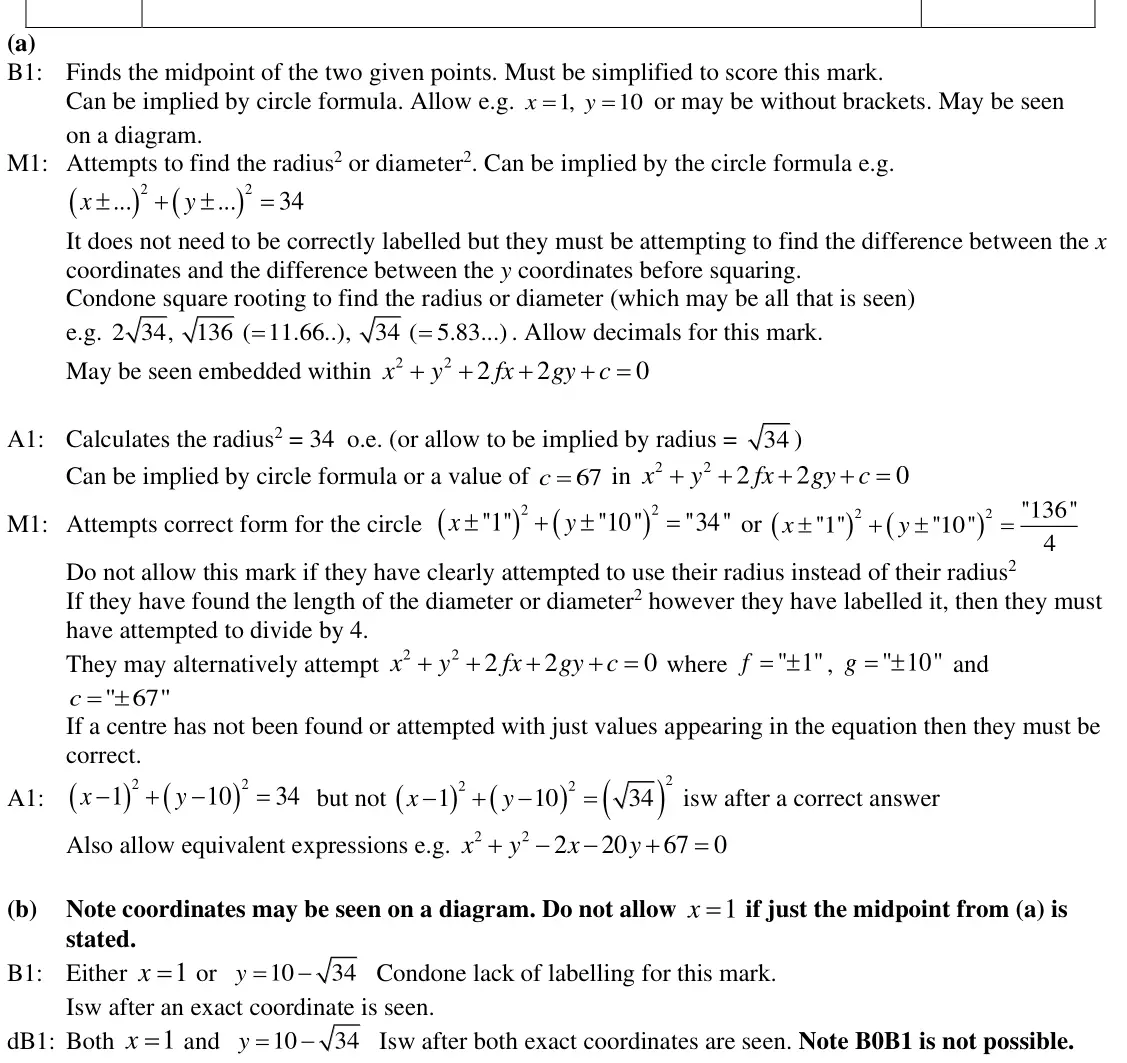 (a)
B1: Finds the midpoint of the two given points. Must be simplified to score this mark.
Can be implied by circle formula. Allow e.g. x = 1, y = 10 or may be without brackets. May be seen
on a diagram.
M1: Attempts to find the radius² or diameter². Can be implied by the circle formula e.g.
(x ± ...)² + (y ± ...)² = 34
It does not need to be correctly labelled but they must be attempting to find the difference between the x
coordinates and the difference between the y coordinates before squaring.
Condone square rooting to find the radius or diameter (which may be all that is seen)
e.g. 2√34, √136 (=11.66..), √34 (=5.83...). Allow decimals for this mark.
May be seen embedded within x² + y² + 2fx + 2gy + c = 0
A1: Calculates the radius² = 34 o.e. (or allow to be implied by radius = √34)
Can be implied by circle formula or a value of c = 67 in x² + y² + 2fx + 2gy + c = 0
M1: Attempts correct form for the circle (x ± "1")² + (y ± "10")² = "34" or (x ± "1")² + (y ± "10")² = "136"/4
Do not allow this mark if they have clearly attempted to use their radius instead of their radius²
If they have found the length of the diameter or diameter² however they have labelled it, then they must
have attempted to divide by 4.
They may alternatively attempt x² + y² + 2fx + 2gy + c = 0 where f = "±1", g = "±10" and
c = "±67"
If a centre has not been found or attempted with just values appearing in the equation then they must be
correct.
A1: (x − 1)² + (y − 10)² = 34 but not (x − 1)² + (y − 10)² = (√34)² isw after a correct answer
Also allow equivalent expressions e.g. x² + y² − 2x − 20y + 67 = 0
(b) Note coordinates may be seen on a diagram. Do not allow x = 1 if just the midpoint from (a) is
stated.
B1: Either x = 1 or y = 10 − √34 Condone lack of labelling for this mark.
Isw after an exact coordinate is seen.
dB1: Both x = 1 and y = 10 − √34 Isw after both exact coordinates are seen. Note B0B1 is not possible.